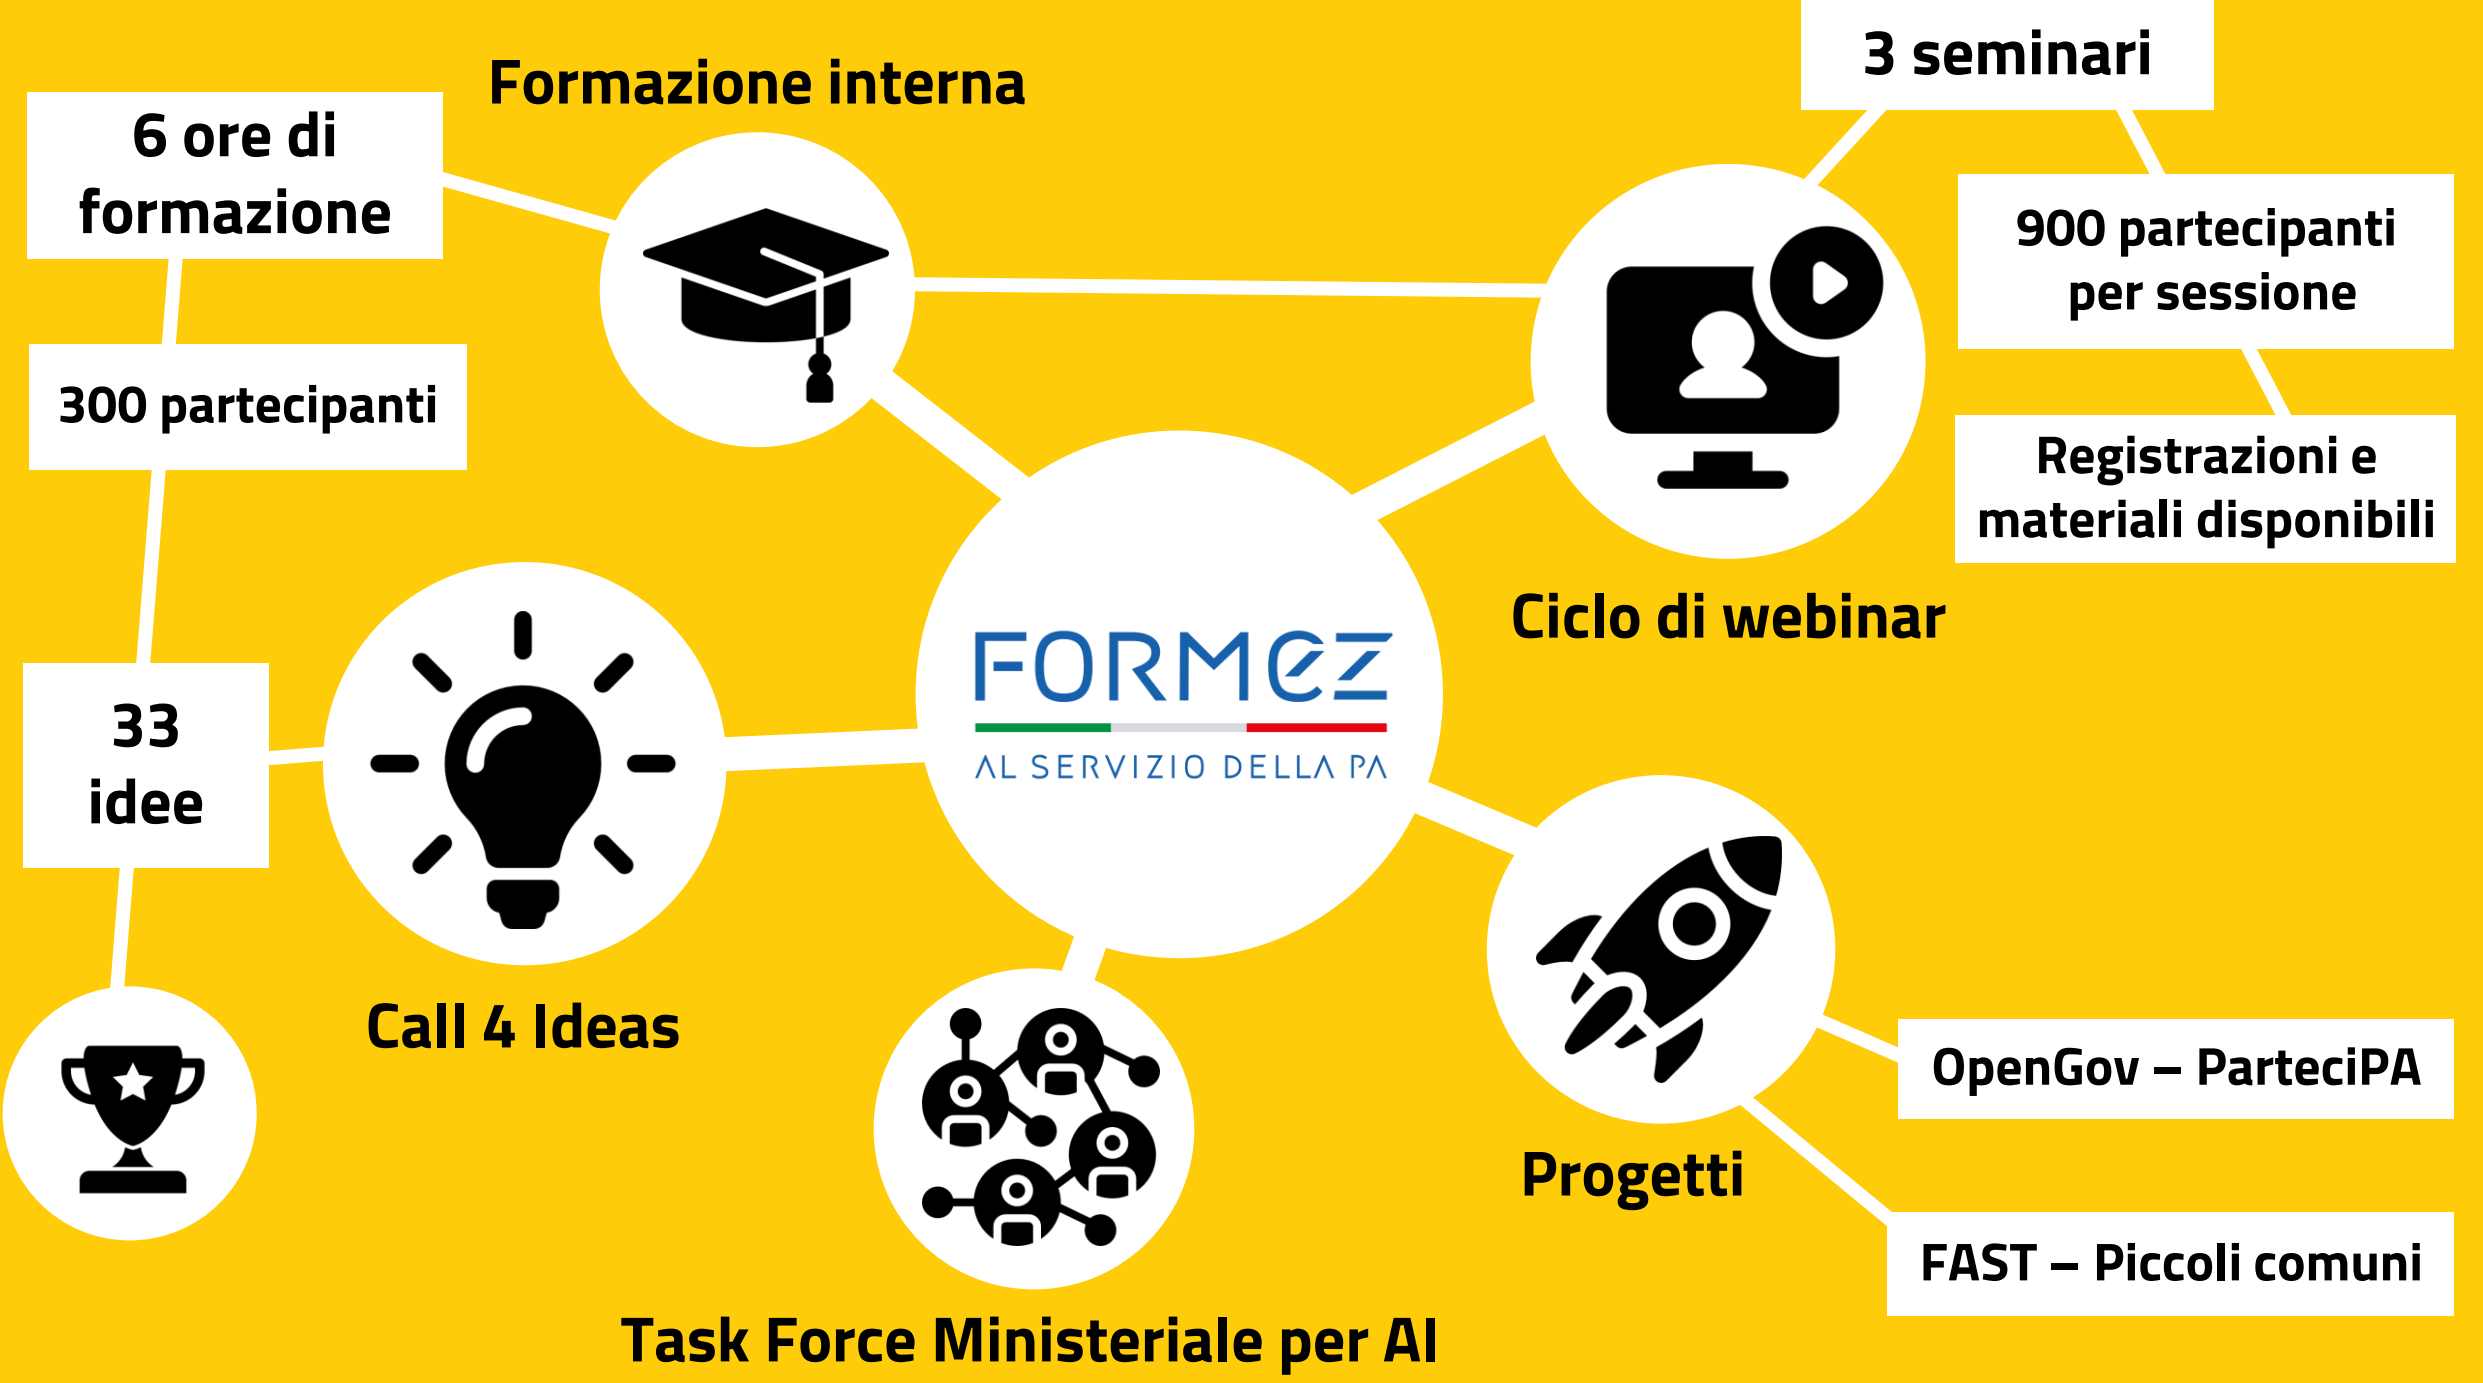 Formazione interna
6 ore di
formazione
300 partecipanti
33
idee
Call 4 Ideas
3 seminari
900 partecipanti
per sessione
Registrazioni e
materiali disponibili
Ciclo di webinar
FORMEZ
AL SERVIZIO DELLA PA
Progetti
OpenGov – ParteciPA
FAST – Piccoli comuni
Task Force Ministeriale per AI